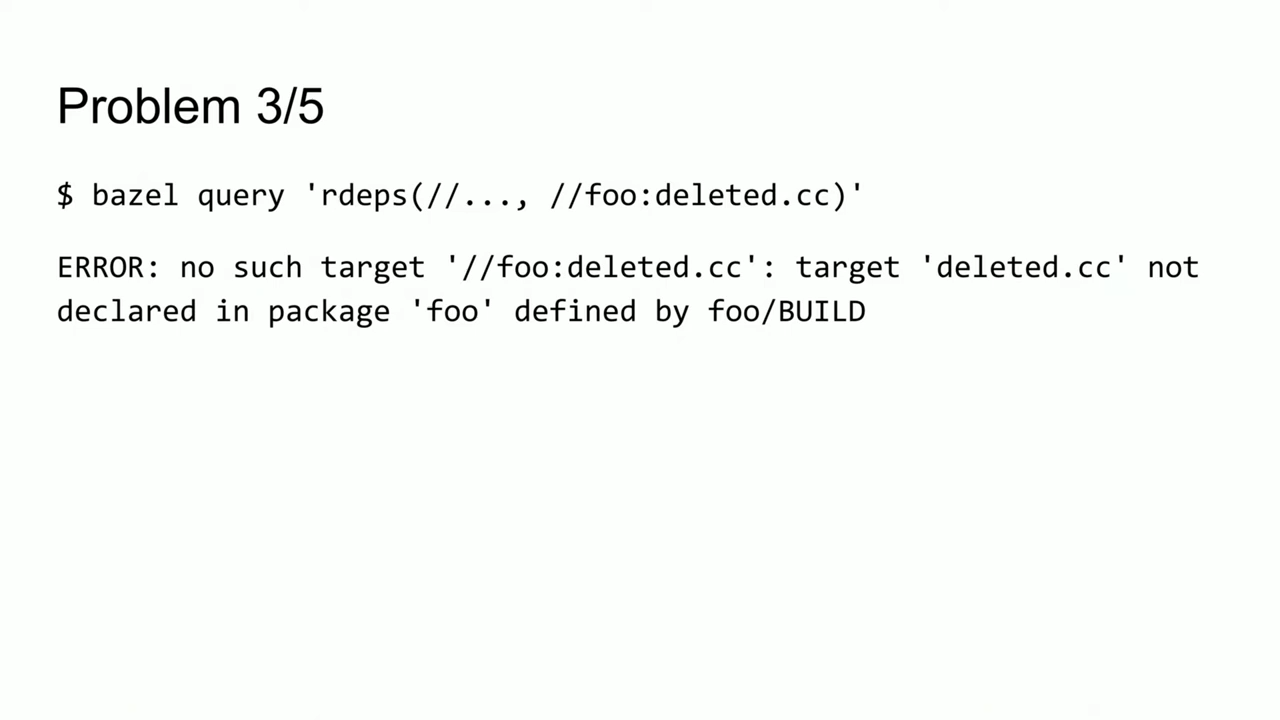 Problem 3/5
$ bazel query 'rdeps(//..., //foo:deleted.cc)'
ERROR: no such target '//foo:deleted.cc': target 'deleted.cc' not
declared in package 'foo' defined by foo/BUILD